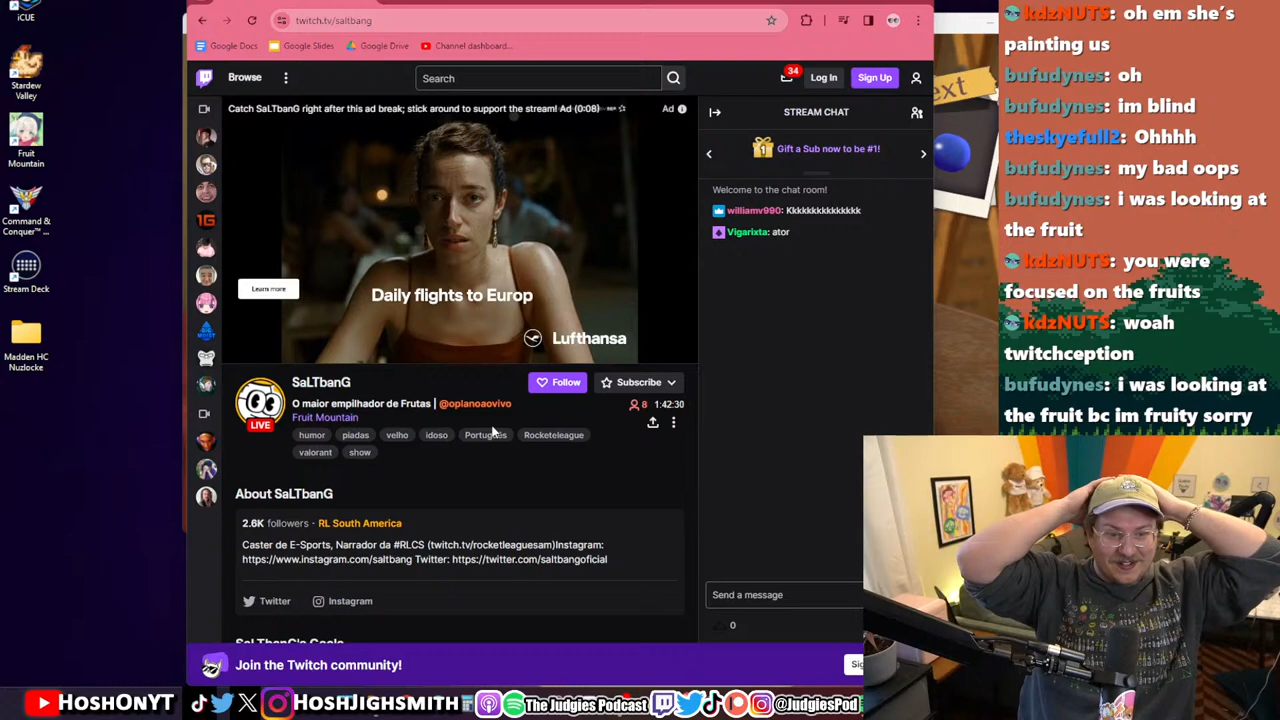 iCUE
Stardew
Valley
Fruit
Mountain
Command &
Conquer™ ...
Stream Deck
Madden HC
Nuzlocke
twitch.tv/saltbang
Google Docs
Google Slides
Google Drive
Channel dashboard...
Browse
Search
34
Log In
Sign Up
Catch SaLTbanG right after this ad break; stick around to support the stream! Ad (0:08)
Ad
Learn more
Daily flights to Europ
Lufthansa
STREAM CHAT
1
Gift a Sub now to be #1!
Welcome to the chat room!
williamv990: Kkkkkkkkkkkkkkk
Vigarixta: ator
SaLTbanG
Follow
Subscribe
O maior empilhador de Frutas | @oplanoaovivo
8
1:42:30
Fruit Mountain
LIVE
humor
piadas
velho
idoso
Português
Rocketeleague
valorant
show
About SaLTbanG
2.6K followers · RL South America
Caster de E-Sports, Narrador da #RLCS (twitch.tv/rocketleaguesam)Instagram:
https://www.instagram.com/saltbang Twitter: https://twitter.com/saltbangoficial
Twitter
Instagram
SaLTbanG's Goals
Send a message
0
Join the Twitch community!
Sig
ext
kdzNUTS: oh em she's
painting us
bufudynes: oh
bufudynes: im blind
theskyefull2: Ohhhh
bufudynes: my bad oops
bufudynes: i was looking at
the fruit
kdzNUTS: you were
focused on the fruits
kdzNUTS: woah
twitchception
bufudynes: i was looking at
the fruit bc im fruity sorry
HoshOnYT
HoshJHighsmith
The Judgies Podcast
@JudgiesPod